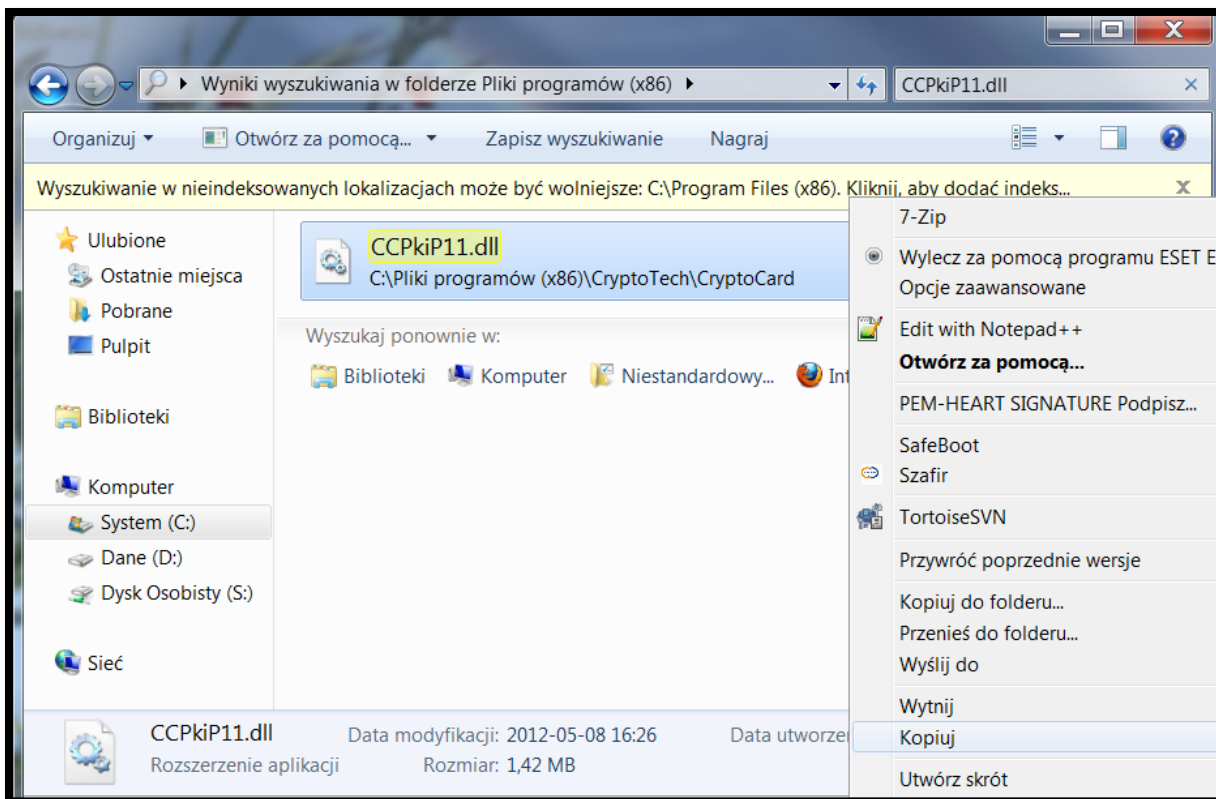 Wyniki wyszukiwania w folderze Pliki programów (x86)
CCPkiP11.dll
Organizuj
Otwórz za pomocą...
Zapisz wyszukiwanie
Nagraj
Wyszukiwanie w nieindeksowanych lokalizacjach może być wolniejsze: C:\Program Files (x86). Kliknij, aby dodać indeks...
Ulubione
Ostatnie miejsca
Pobrane
Pulpit
Biblioteki
Komputer
System (C:)
Dane (D:)
Dysk Osobisty (S:)
Sieć
CCPkiP11.dll
C:\Pliki programów (x86)\CryptoTech\CryptoCard
Wyszukaj ponownie w:
Biblioteki
Komputer
Niestandardowy...
Int
7-Zip
Wylecz za pomocą programu ESET E
Opcje zaawansowane
Edit with Notepad++
Otwórz za pomocą...
PEM-HEART SIGNATURE Podpisz...
SafeBoot
Szafir
TortoiseSVN
Przywróć poprzednie wersje
Kopiuj do folderu...
Przenieś do folderu...
Wyślij do
Wytnij
Kopiuj
Utwórz skrót
CCPkiP11.dll
Data modyfikacji: 2012-05-08 16:26
Data utworze
Rozszerzenie aplikacji
Rozmiar: 1,42 MB